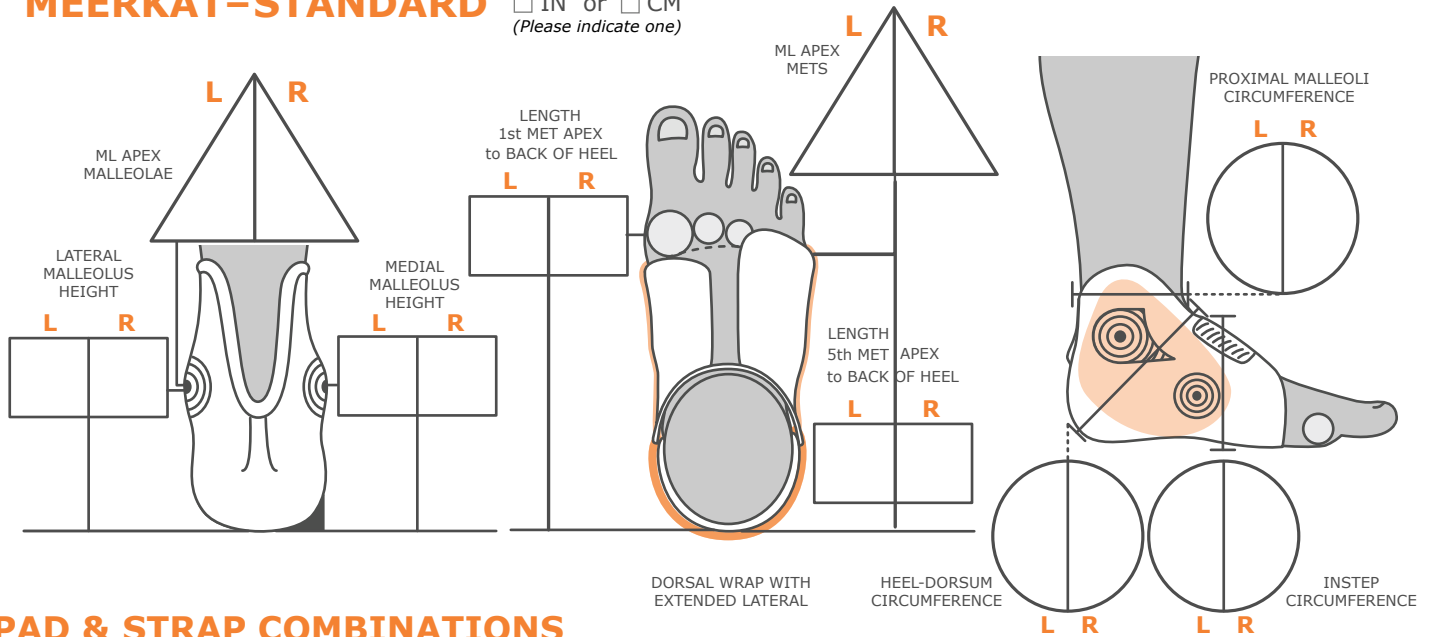 MEERKAT–STANDARD
IN or CM
(Please indicate one)
L R
ML APEX
MALLEOLAE
LATERAL
MALLEOLUS
HEIGHT
L R
MEDIAL
MALLEOLUS
HEIGHT
L R
LENGTH
1st MET APEX
to BACK OF HEEL
L R
L R
ML APEX
METS
LENGTH
5th MET APEX
to BACK OF HEEL
L R
DORSAL WRAP WITH
EXTENDED LATERAL
PROXIMAL MALLEOLI
CIRCUMFERENCE
L R
HEEL-DORSUM
CIRCUMFERENCE
L R
INSTEP
CIRCUMFERENCE
L R
PAD & STRAP COMBINATIONS